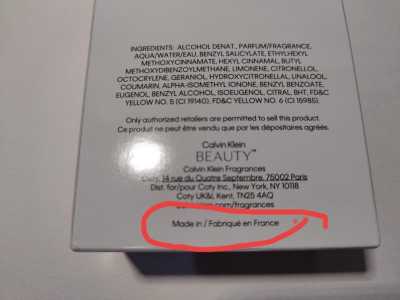 INGREDIENTS: ALCOHOL DENAT., PARFUM/FRAGRANCE,
AQUA/WATER/EAU, BENZYL SALICYLATE, ETHYLHEXYL
METHOXYCINNAMATE, HEXYL CINNAMAL, BUTYL
METHOXYDIBENZOYLMETHANE, LIMONENE, CITRONELLOL,
OCTOCRYLENE, GERANIOL, HYDROXYCITRONELLAL, LINALOOL,
COUMARIN, ALPHA-ISOMETHYL IONONE, BENZYL BENZOATE,
EUGENOL, BENZYL ALCOHOL, ISOEUGENOL, CITRAL, BHT, FD&C
YELLOW NO. 5 (CI 19140), FD&C YELLOW NO. 6 (CI 15985).
Only authorized retailers are permitted to sell this product.
Ce produit ne peut être vendu que par les dépositaires agréés.
Calvin Klein
BEAUTY™
Calvin Klein Fragrances
14 rue du Quatre Septembre, 75002 Paris
Dist. for/pour Coty Inc., New York, NY 10118
Coty UK&I, Kent, TN25 4AQ
.com/fragrances
Made in / Fabriqué en France